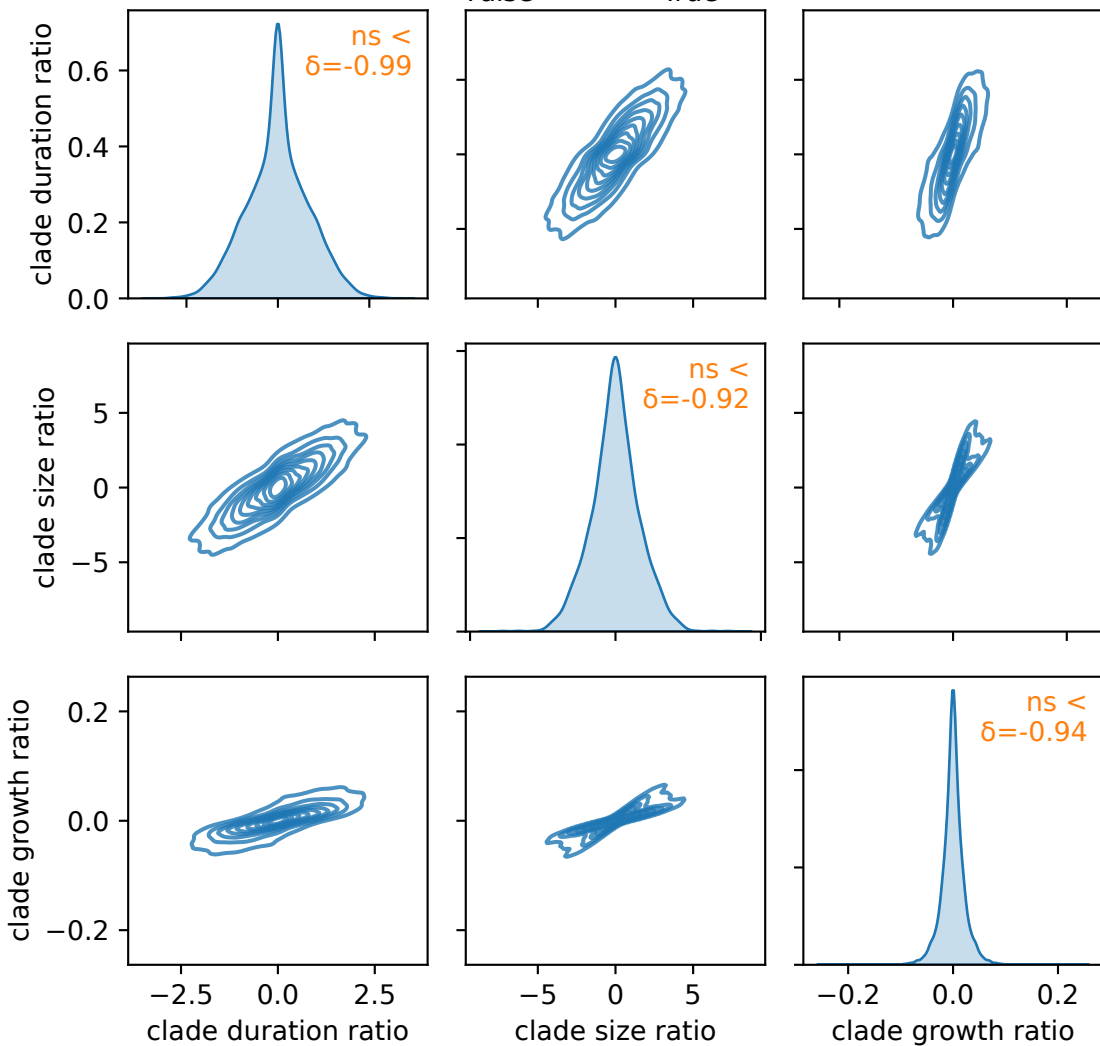 clade duration ratio
0.6
0.4
0.2
0.0
ns <
δ=-0.99
clade size ratio
5
0
−5
ns <
δ=-0.92
clade growth ratio
0.2
0.0
−0.2
ns <
δ=-0.94
−2.5 0.0 2.5
−5 0 5
−0.2 0.0 0.2
clade duration ratio
clade size ratio
clade growth ratio